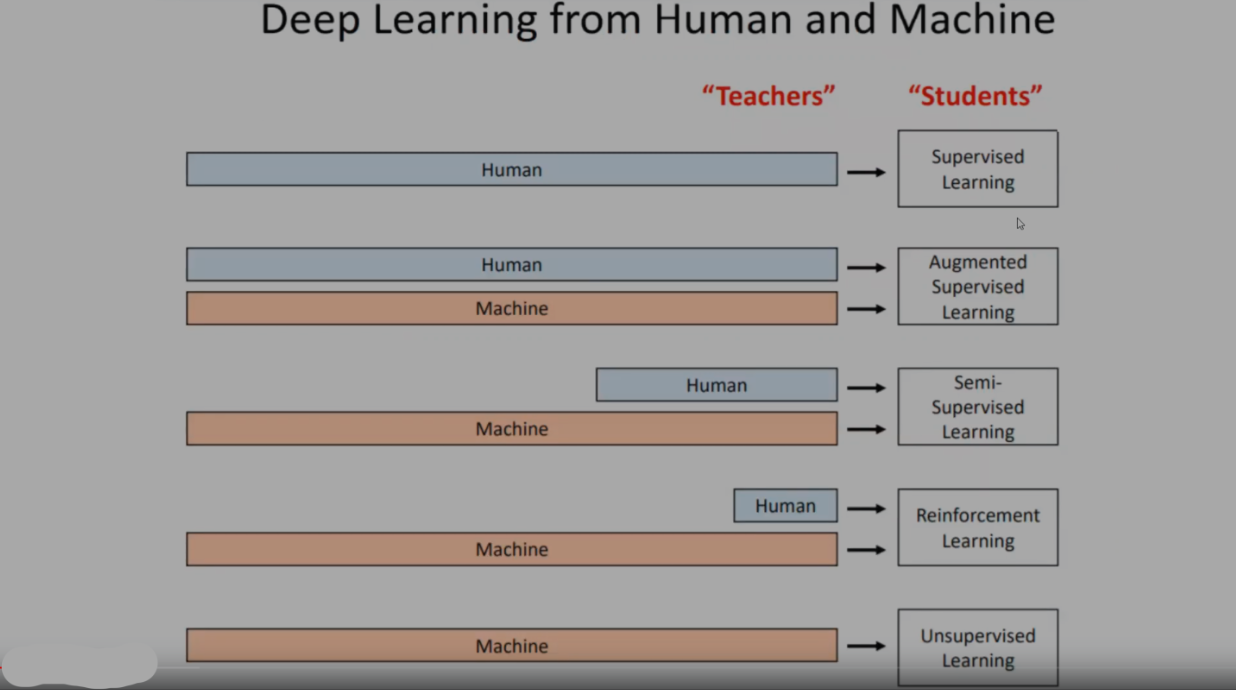 Deep Learning from Human and Machine
“Teachers” “Students”
Human
Supervised
Learning
Human
Machine
Augmented
Supervised
Learning
Human
Machine
Semi-
Supervised
Learning
Human
Machine
Reinforcement
Learning
Machine
Unsupervised
Learning